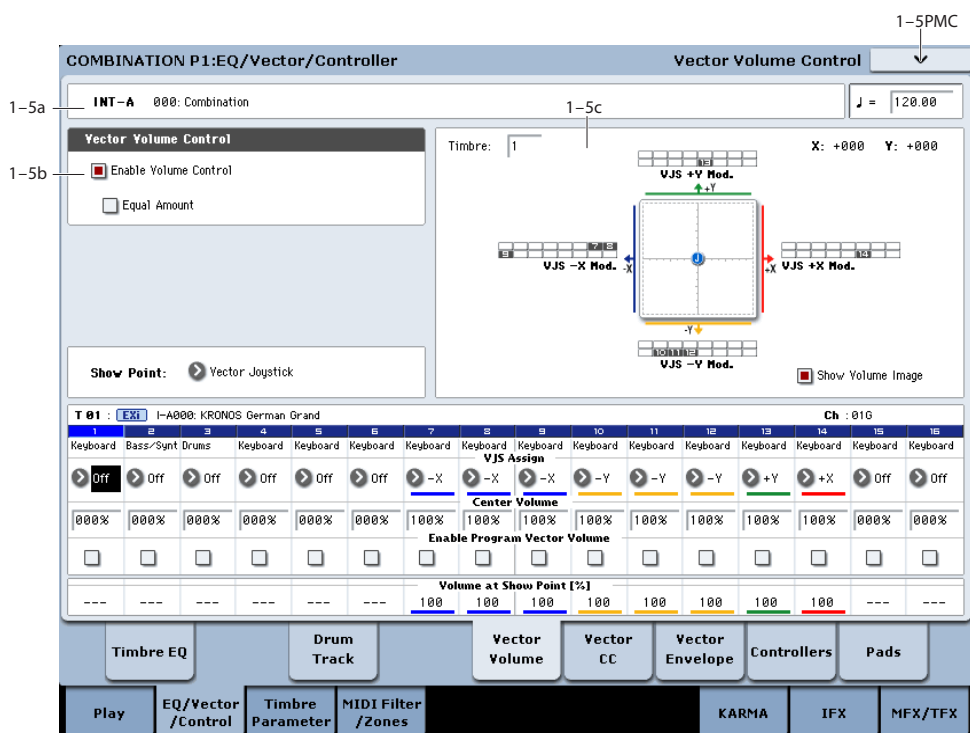 1–5PMC
COMBINATION P1:EQ/Vector/Controller
Vector Volume Control
1–5a
INT-A 000: Combination
♩ = 120.00
1–5c
Vector Volume Control
1–5b
Enable Volume Control
Equal Amount
Timbre: 1
X: +000 Y: +000
13
VJS +Y Mod.
+Y
7 8
9
VJS -X Mod.
-X
J
+X
14
VJS +X Mod.
-Y
10 11 12
VJS -Y Mod.
Show Point: Vector Joystick
Show Volume Image
T 01 : EXi I-A000: KRONOS German Grand Ch : 01G
1 2 3 4 5 6 7 8 9 10 11 12 13 14 15 16
Keyboard Bass/Synt Drums Keyboard Keyboard Keyboard Keyboard Keyboard Keyboard Keyboard Keyboard Keyboard Keyboard Keyboard Keyboard Keyboard
VJS Assign
Off Off Off Off Off Off -X -X -X -Y -Y -Y +Y +X Off Off
Center Volume
000% 000% 000% 000% 000% 000% 100% 100% 100% 100% 100% 100% 100% 100% 000% 000%
Enable Program Vector Volume
Volume at Show Point [%]
--- --- --- --- --- --- 100 100 100 100 100 100 100 100 --- ---
Timbre EQ
Drum
Track
Vector
Volume
Vector
CC
Vector
Envelope
Controllers
Pads
Play
EQ/Vector
/Control
Timbre
Parameter
MIDI Filter
/Zones
KARMA
IFX
MFX/TFX